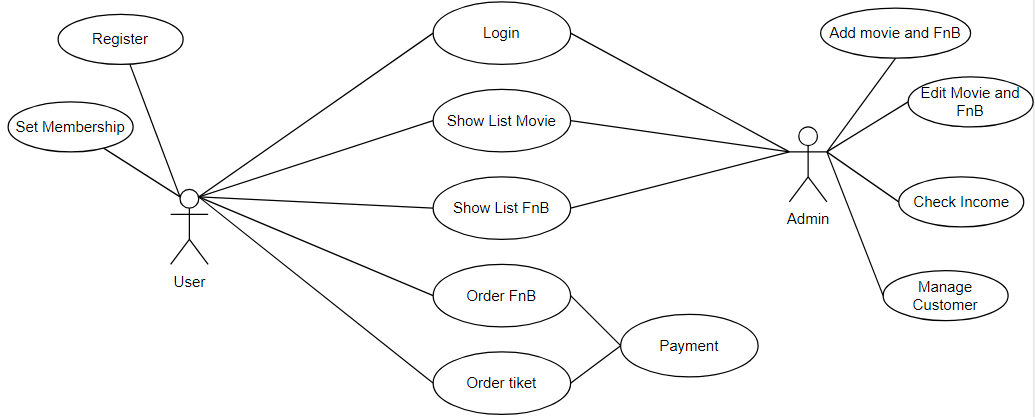 Register
Login
Add movie and FnB
Edit Movie and
FnB
Set Membership
Show List Movie
Check Income
Show List FnB
Admin
User
Order FnB
Manage
Customer
Payment
Order tiket